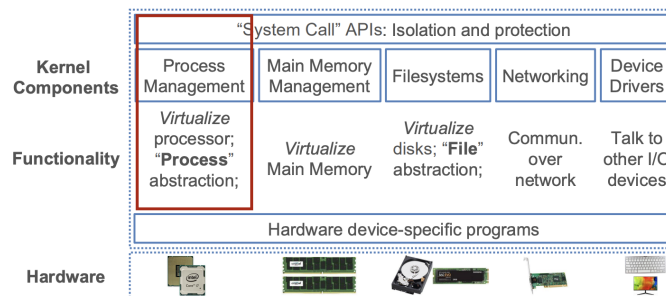 “System Call” APIs: Isolation and protection
Kernel
Components
Process
Management
Main Memory
Management
Filesystems
Networking
Device
Drivers
Functionality
Virtualize
processor;
“Process”
abstraction;
Virtualize
Main Memory
Virtualize
disks; “File”
abstraction;
Commun.
over
network
Talk to
other I/O
devices
Hardware device-specific programs
Hardware